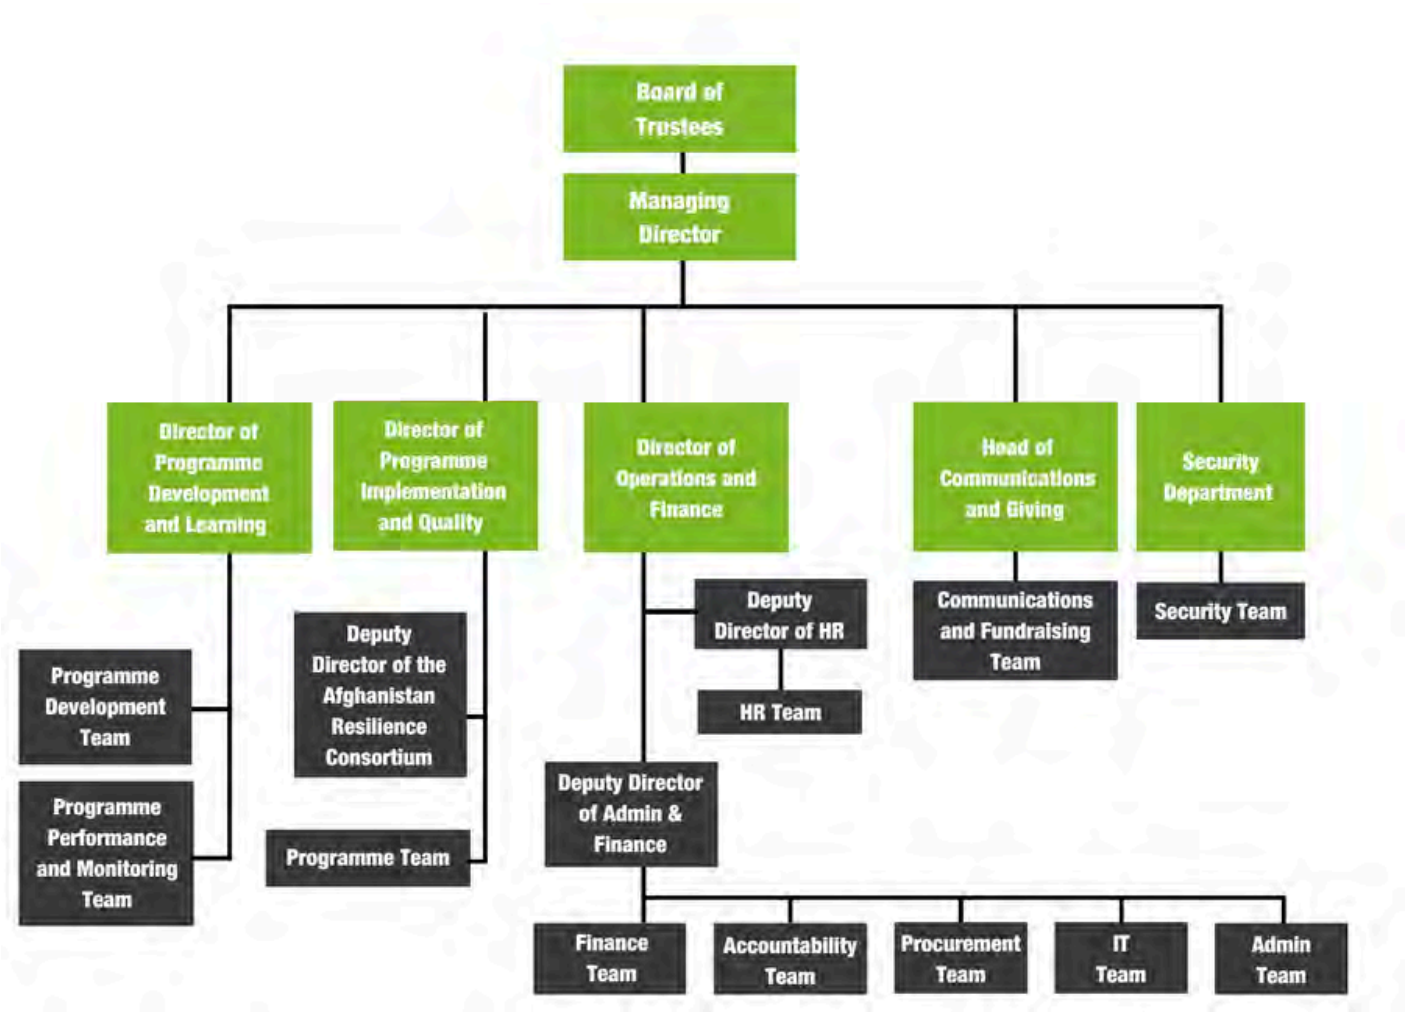 Board of
Trustees
Managing
Director
Director of
Programme
Development
and Learning
Director of
Programme
Implementation
and Quality
Director of
Operations and
Finance
Head of
Communications
and Giving
Security
Department
Programme
Development
Team
Programme
Performance
and Monitoring
Team
Deputy
Director of the
Afghanistan
Resilience
Consortium
Programme Team
Deputy
Director of HR
HR Team
Deputy Director
of Admin &
Finance
Communications
and Fundraising
Team
Security Team
Finance
Team
Accountability
Team
Procurement
Team
IT
Team
Admin
Team